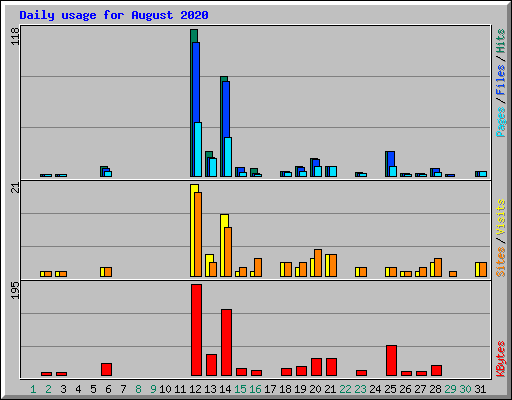 Daily usage for August 2020
118
Pages / Files / Hits
21
Sites / Visits
195
KBytes
1 2 3 4 5 6 7 8 9 10 11 12 13 14 15 16 17 18 19 20 21 22 23 24 25 26 27 28 29 30 31